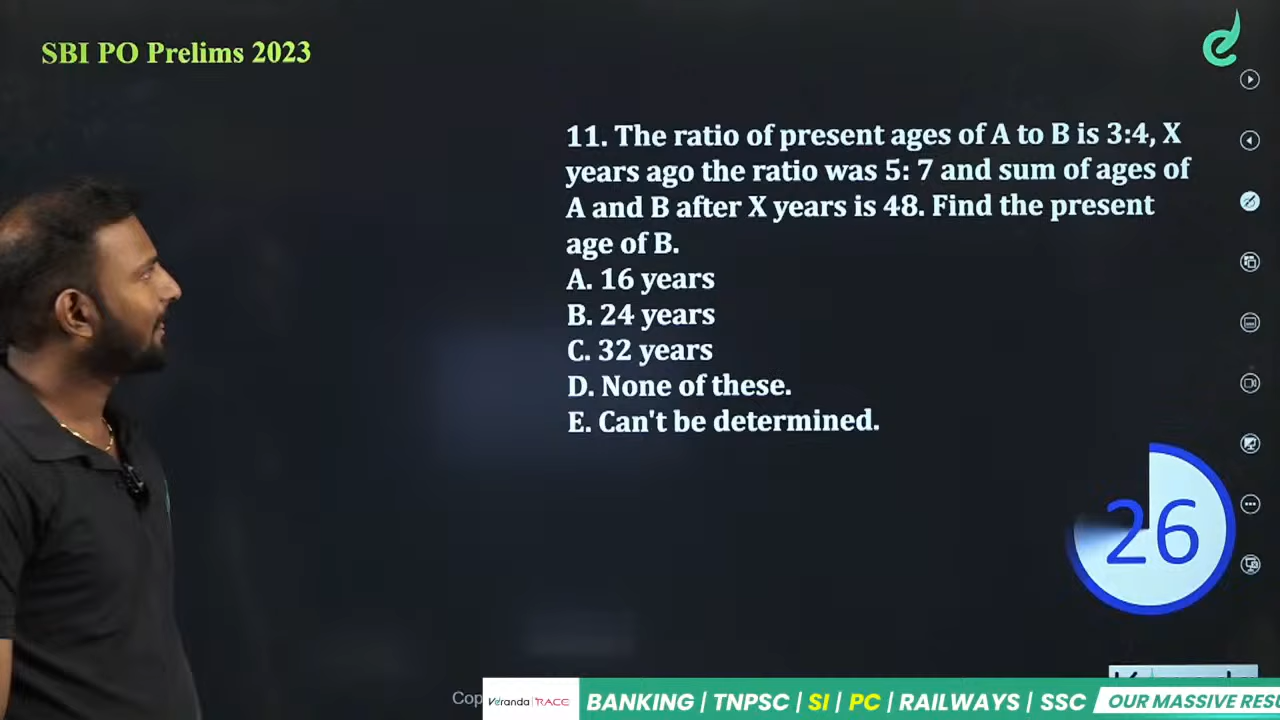 SBI PO Prelims 2023
11. The ratio of present ages of A to B is 3:4, X
years ago the ratio was 5: 7 and sum of ages of
A and B after X years is 48. Find the present
age of B.
A. 16 years
B. 24 years
C. 32 years
D. None of these.
E. Can't be determined.
26
Cop
Veranda | RACE
BANKING | TNPSC | SI | PC | RAILWAYS | SSC
OUR MASSIVE RES